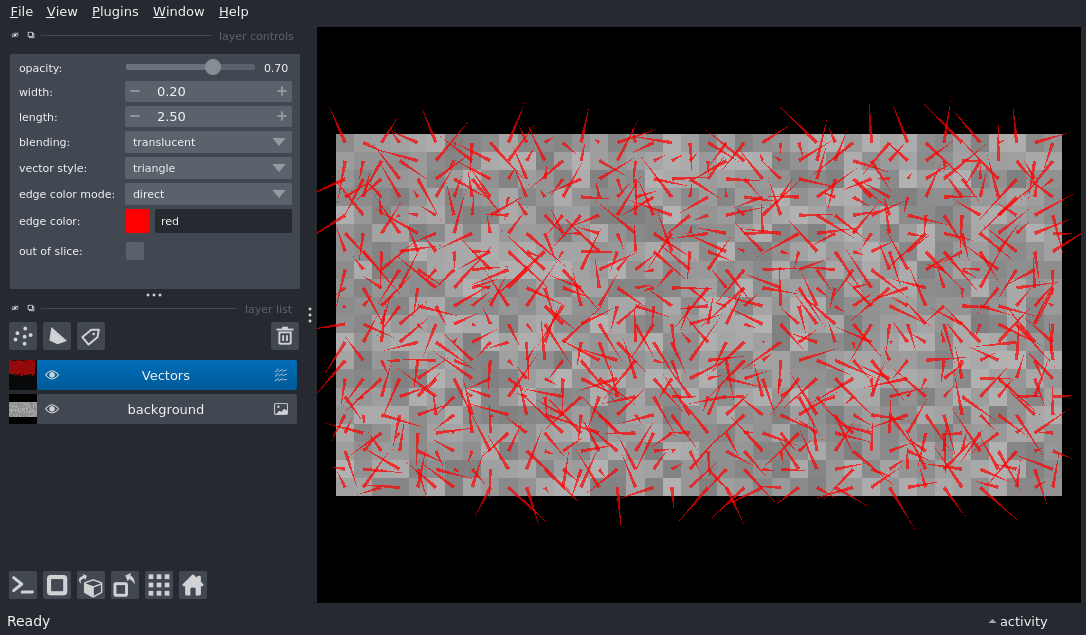 File View Plugins Window Help
layer controls
opacity: 0.70
width: 0.20
length: 2.50
blending: translucent
vector style: triangle
edge color mode: direct
edge color: red
out of slice:
layer list
Vectors
background
Ready
activity